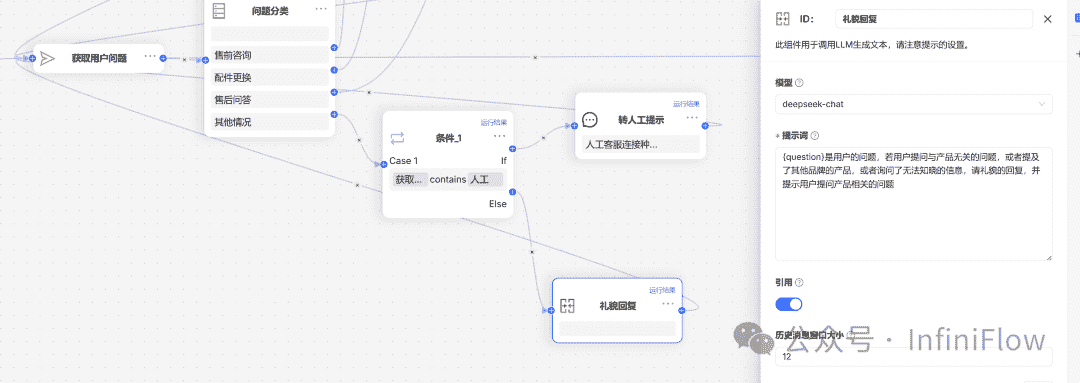 获取用户问题
问题分类
售前咨询
配件更换
售后问答
其他情况
运行结果
条件_1
Case 1
If
获取... contains 人工
Else
运行结果
转人工提示
人工客服连接种...
运行结果
礼貌回复
ID:
礼貌回复
此组件用于调用LLM生成文本，请注意提示的设置。
模型
deepseek-chat
* 提示词
{question}是用户的问题，若用户提问与产品无关的问题，或者提及
了其他品牌的产品，或者询问了无法知晓的信息，请礼貌的回复，并
提示用户提问产品相关的问题
引用
历史消息窗口大小
12
公众号 · InfiniFlow